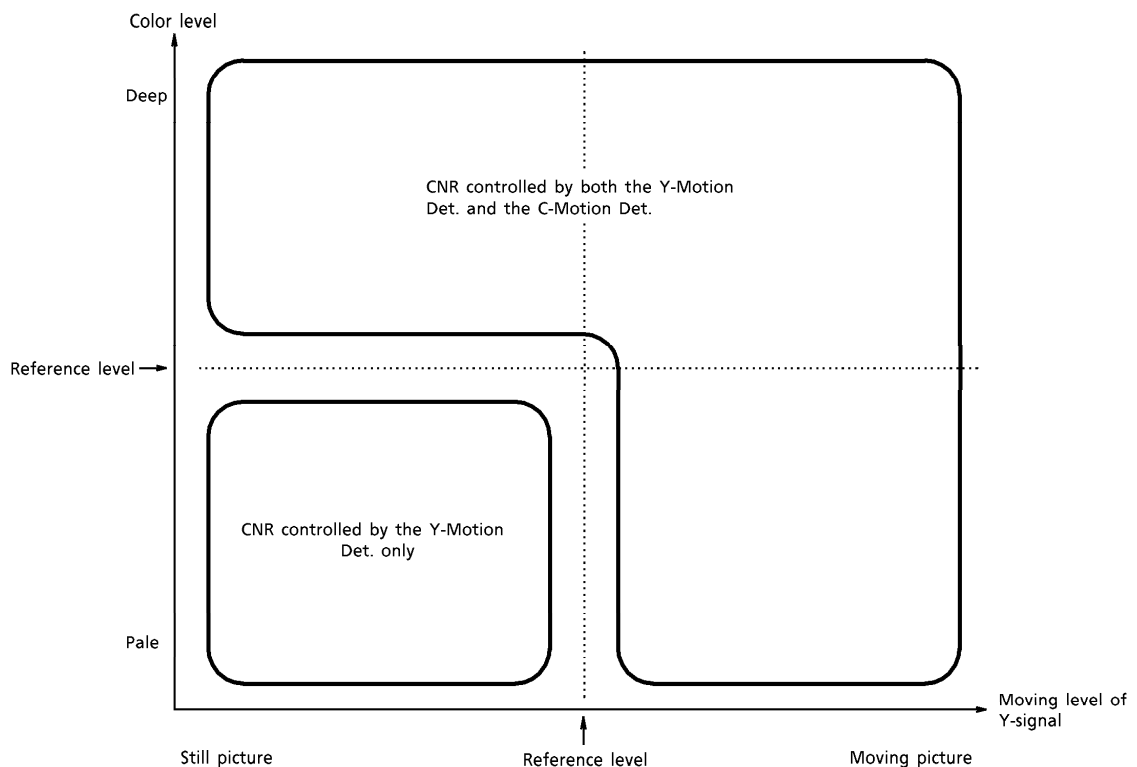 Color level
Deep
CNR controlled by both the Y-Motion
Det. and the C-Motion Det.
Reference level
CNR controlled by the Y-Motion
Det. only
Pale
Moving level of
Y-signal
Still picture
Reference level
Moving picture